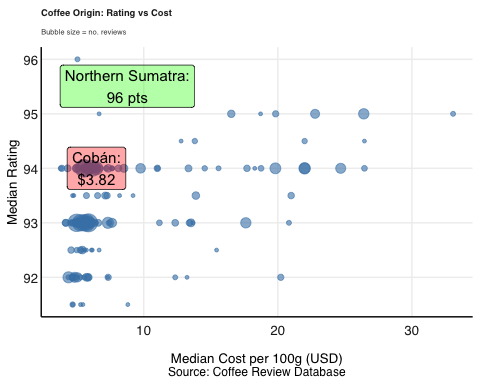 Coffee Origin: Rating vs Cost
Bubble size = no. reviews
96
Northern Sumatra:
96 pts
95
Cobán:
$3.82
94
93
92
Median Rating
10
20
30
Median Cost per 100g (USD)
Source: Coffee Review Database